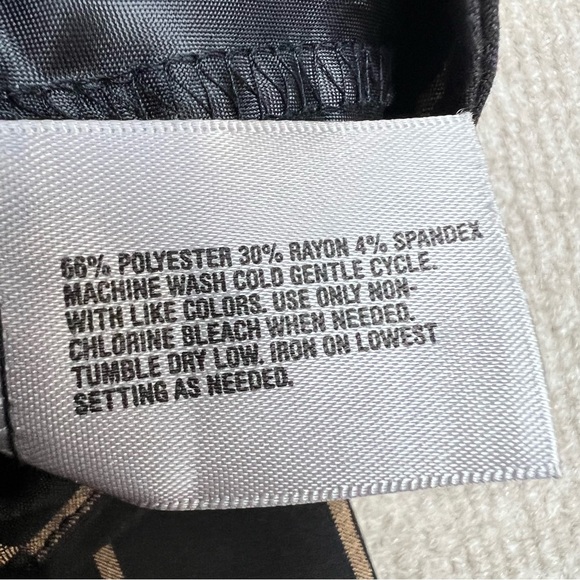 66% POLYESTER 30% RAYON 4% SPANDEX
MACHINE WASH COLD GENTLE CYCLE.
WITH LIKE COLORS. USE ONLY NON-
CHLORINE BLEACH WHEN NEEDED.
TUMBLE DRY LOW. IRON ON LOWEST
SETTING AS NEEDED.